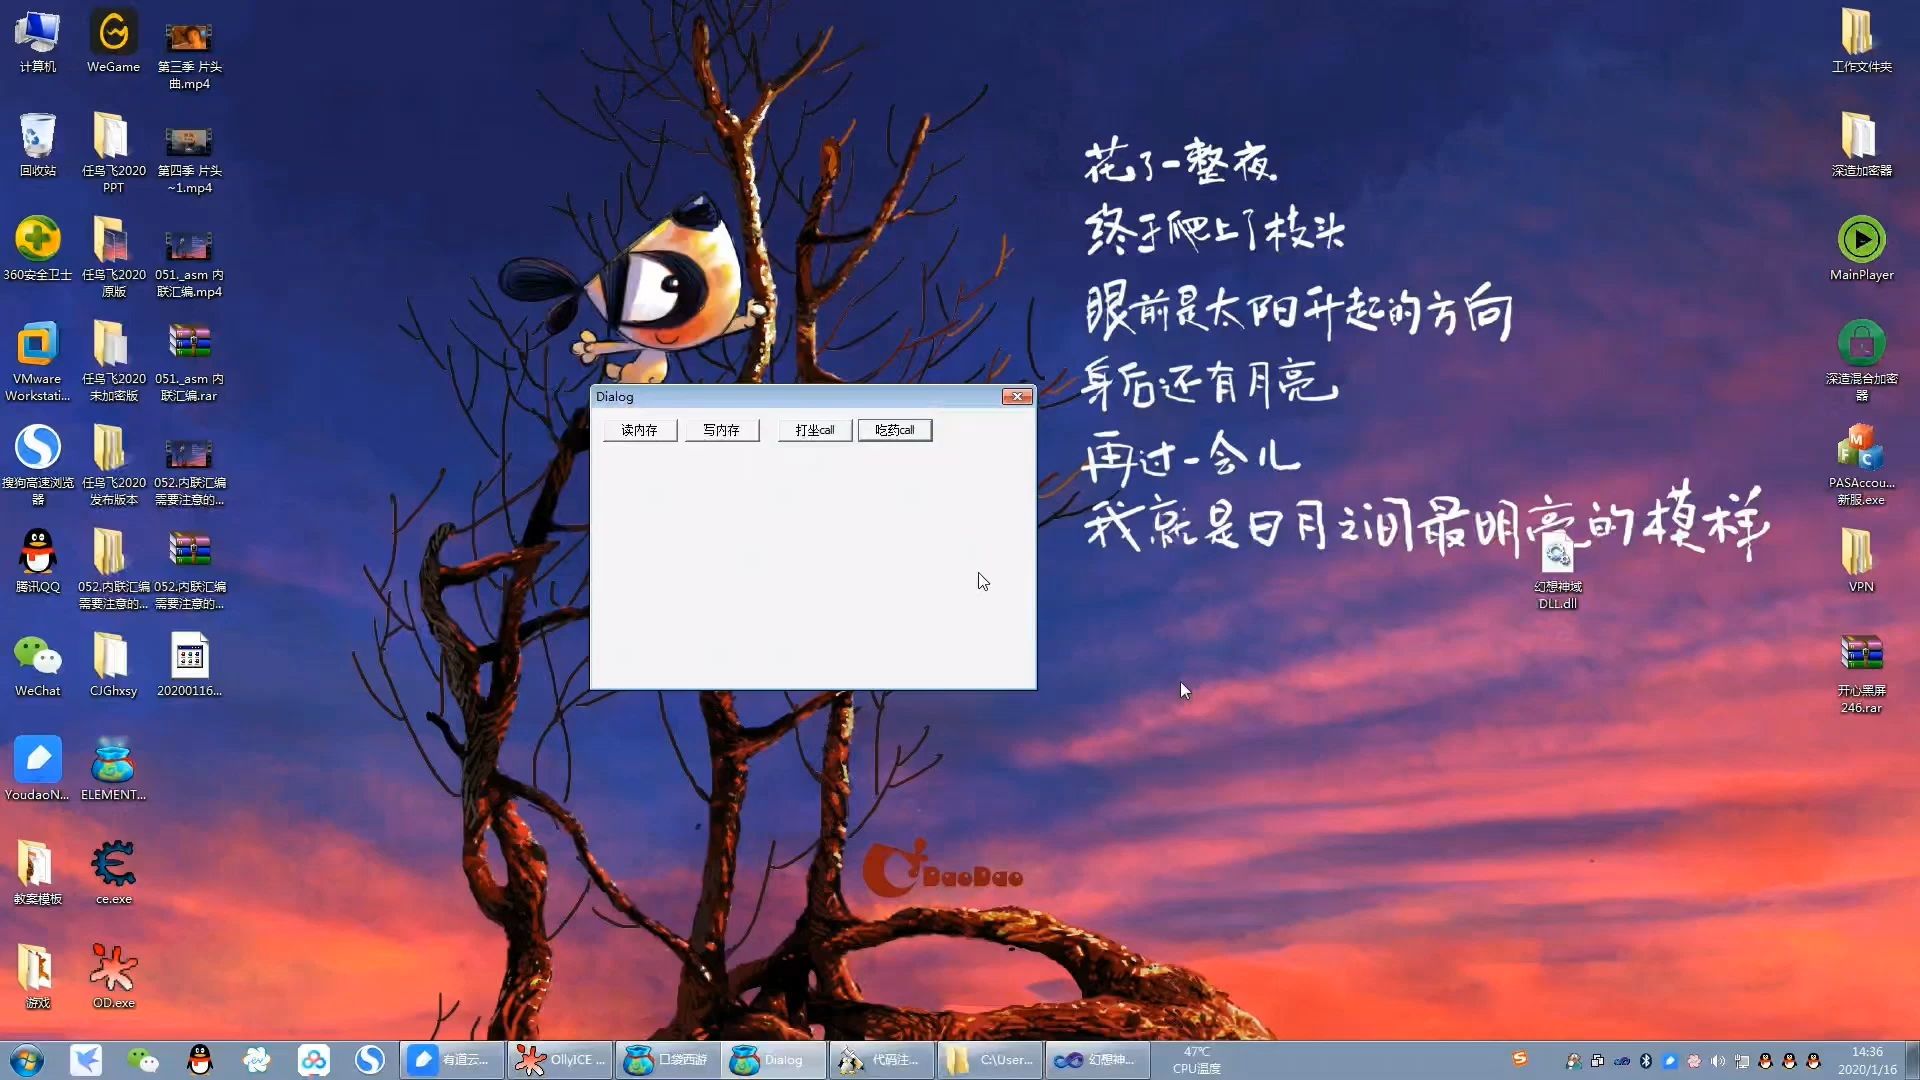 计算机
WeGame
第三季 片头
曲.mp4
回收站
任鸟飞2020
PPT
第四季 片头
~1.mp4
360安全卫士
任鸟飞2020
原版
051._asm 内
联汇编.mp4
VMware
Workstati...
任鸟飞2020
未加密版
051._asm 内
联汇编.rar
搜狗高速浏览
器
任鸟飞2020
发布版本
052.内联汇编
需要注意的...
腾讯QQ
052.内联汇编
需要注意的...
052.内联汇编
需要注意的...
WeChat
CJGhxsy
20200116...
YoudaoN...
ELEMENT...
教案模板
ce.exe
游戏
OD.exe
花了一整夜
终于爬上了枝头
眼前是太阳升起的方向
身后还有月亮
再过一会儿
我就是日月之间最明亮的模样
Dialog
读内存
写内存
打坐call
吃药call
DaoDao
幻想神域
DLL.dll
工作文件夹
深造加密器
MainPlayer
深造混合加密
器
PASAccou...
新服.exe
VPN
开心黑屏
246.rar
有道云...
OllyICE ...
口袋西游
Dialog
代码注...
C:\User...
幻想神...
47℃
CPU温度
14:36
2020/1/16